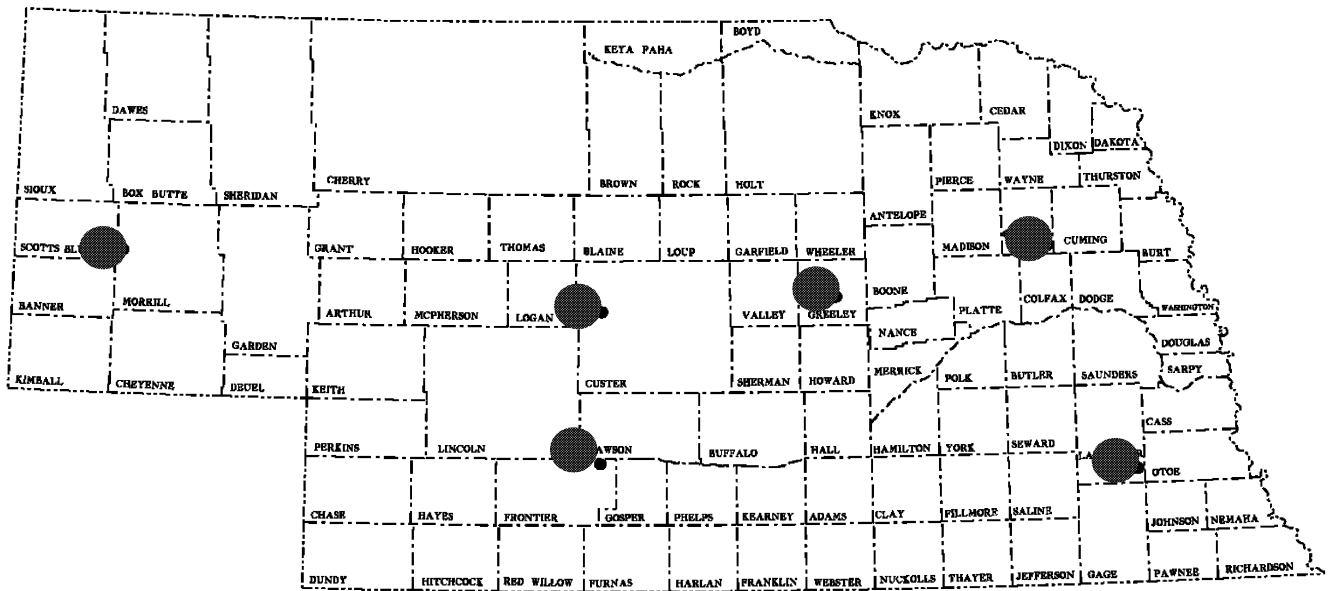 BOYD
KEYA PAHA
DAWES
KNOX
CEDAR
DIXON
DAKOTA
SIOUX
BOX BUTTE
SHERIDAN
CHERRY
BROWN
ROCK
HOLT
PIERCE
WAYNE
THURSTON
ANTELOPE
SCOTTS BL
GRANT
HOOKER
THOMAS
BLAINE
LOUP
GARFIELD
WHEELER
MADISON
CUMING
BURT
BANNER
MORRILL
ARTHUR
MCPHERSON
LOGAN
VALLEY
GREELEY
BOONE
PLATTE
COLFAX
DODGE
WASHINGTON
NANCE
GARDEN
DOUGLAS
KIMBALL
CHEYENNE
DEUEL
KEITH
CUSTER
SHERMAN
HOWARD
MERRICK
POLK
BUTLER
SAUNDERS
SARPY
CASS
PERKINS
LINCOLN
AWSON
BUFFALO
HALL
HAMILTON
YORK
SEWARD
LA
OTOE
CHASE
HAYES
FRONTIER
GOSPER
PHELPS
KEARNEY
ADAMS
CLAY
FILLMORE
SALINE
JOHNSON
NEMAHA
DUNDY
HITCHCOCK
RED WILLOW
FURNAS
HARLAN
FRANKLIN
WEBSTER
NUCKOLLS
THAYER
JEFFERSON
GAGE
PAWNEE
RICHARDSON